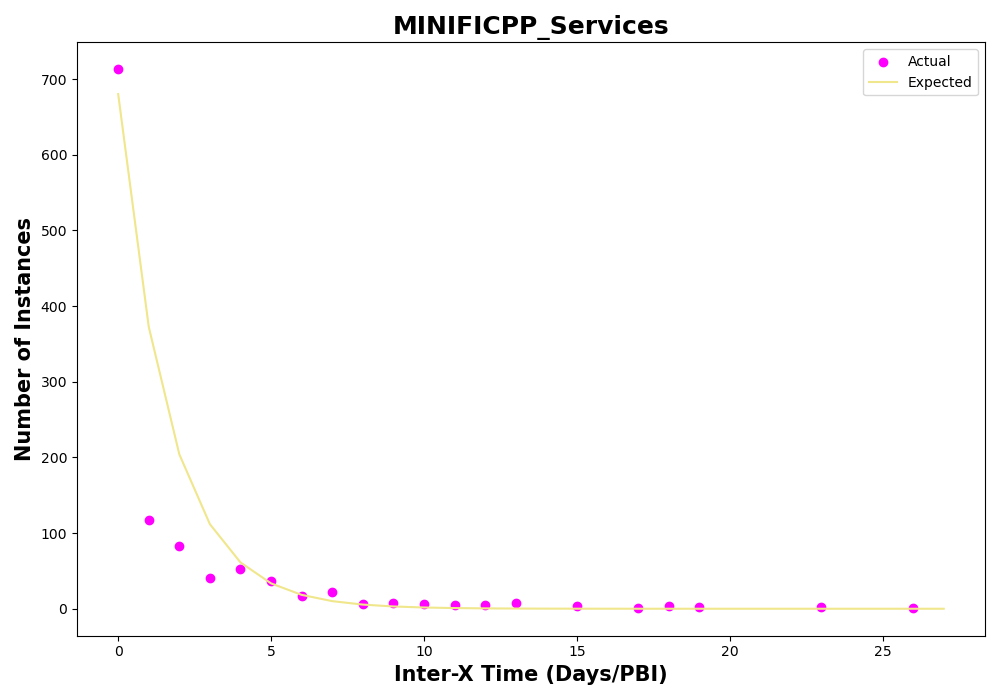 MINIFICPP_Services
Actual
Expected
Number of Instances
700
600
500
400
300
200
100
0
0 5 10 15 20 25
Inter-X Time (Days/PBI)